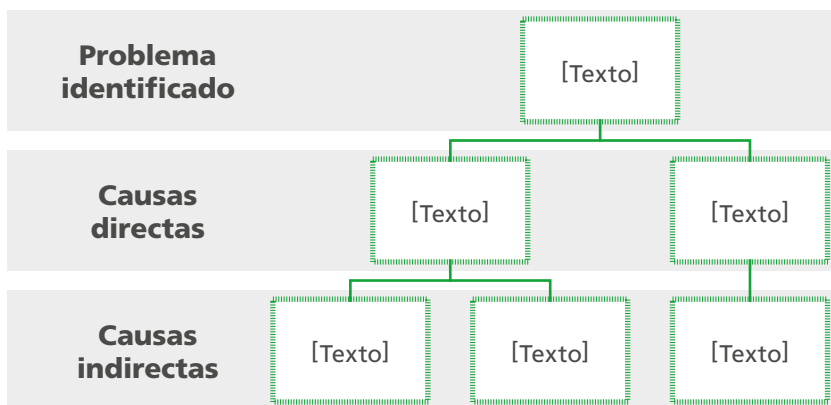 Problema
identificado
[Texto]
Causas
directas
[Texto]
[Texto]
Causas
indirectas
[Texto]
[Texto]
[Texto]